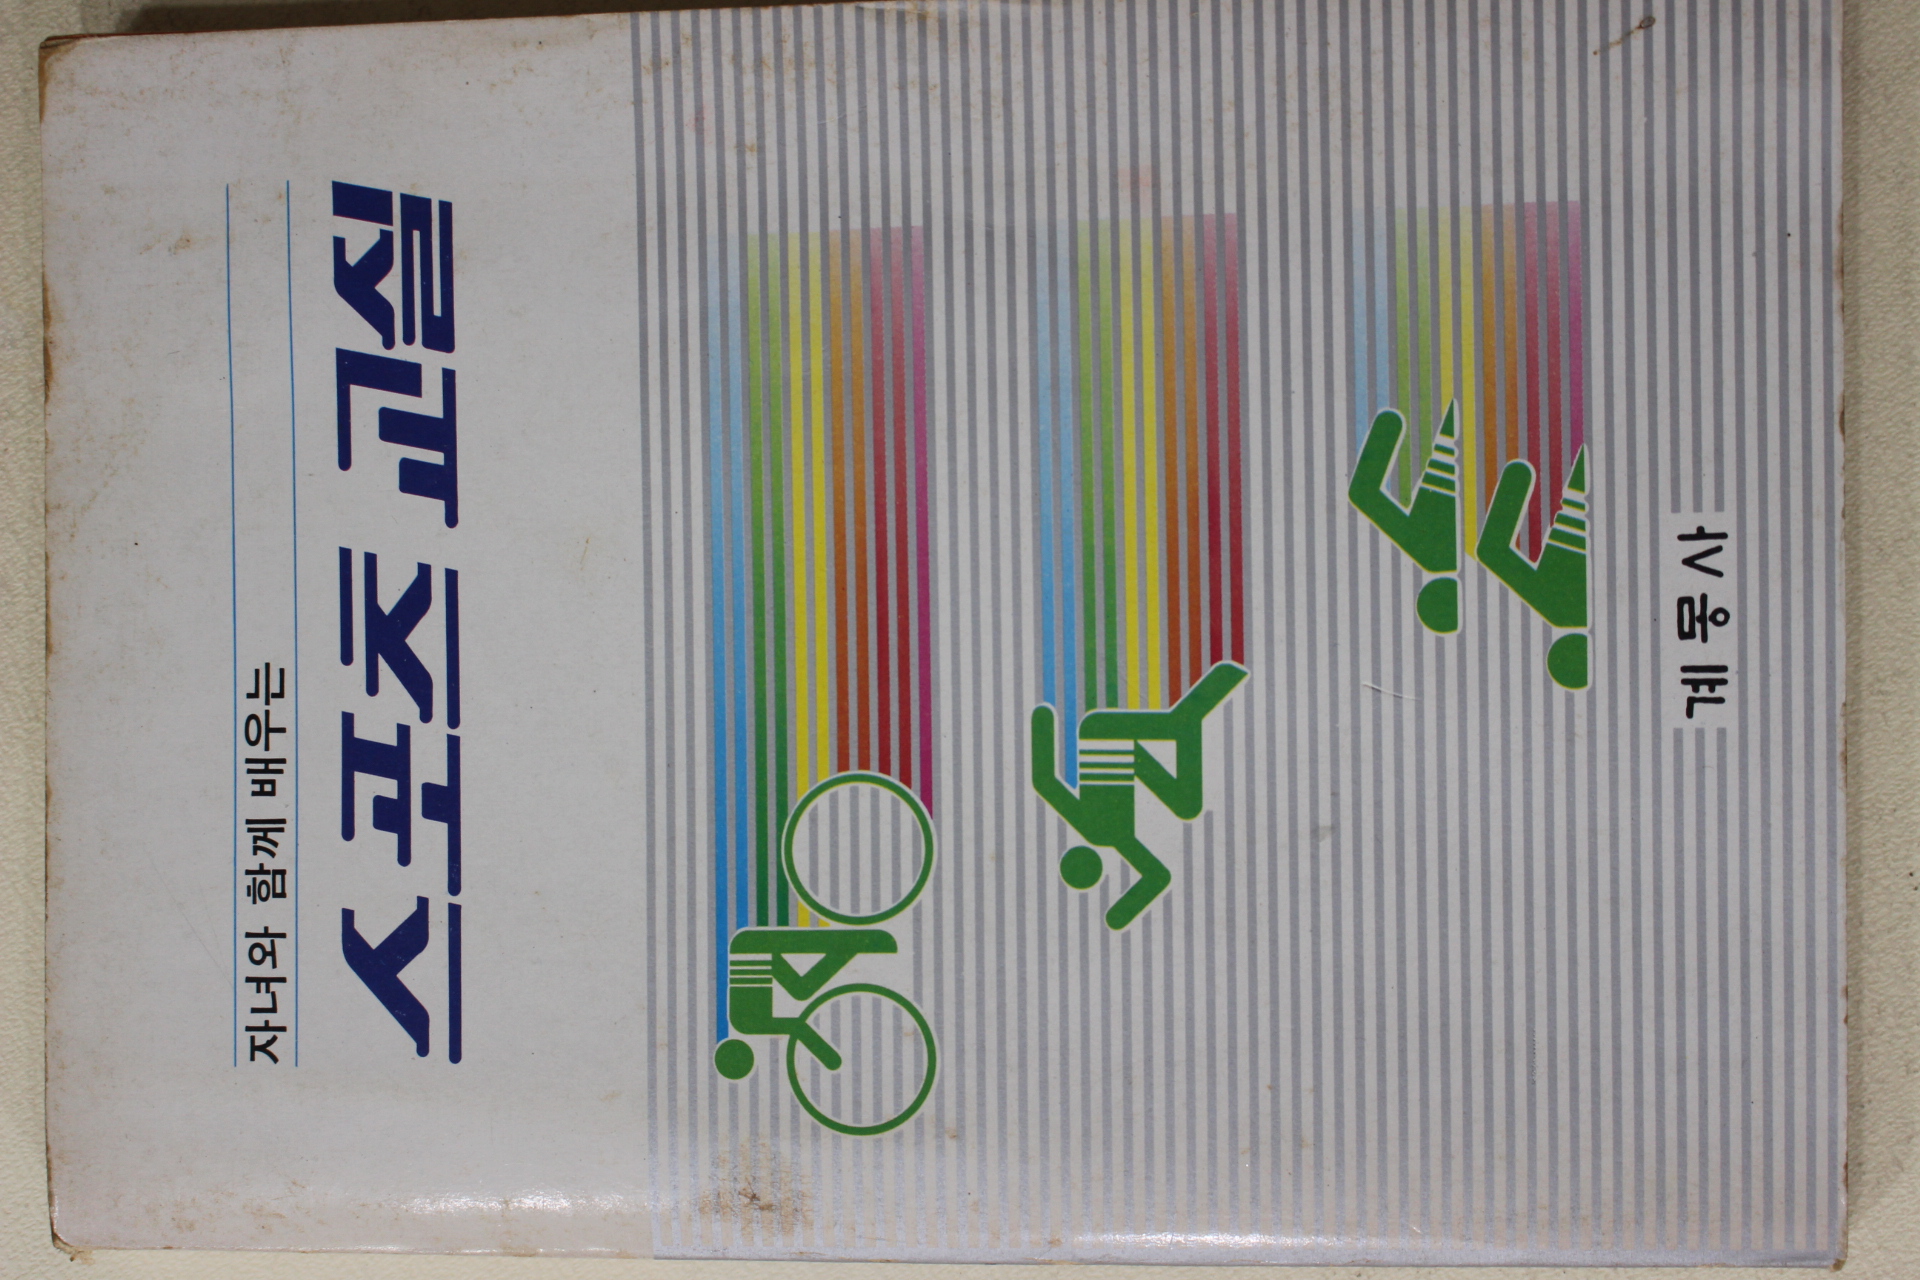 자녀와 함께 배우는
스포츠 교실
계몽사